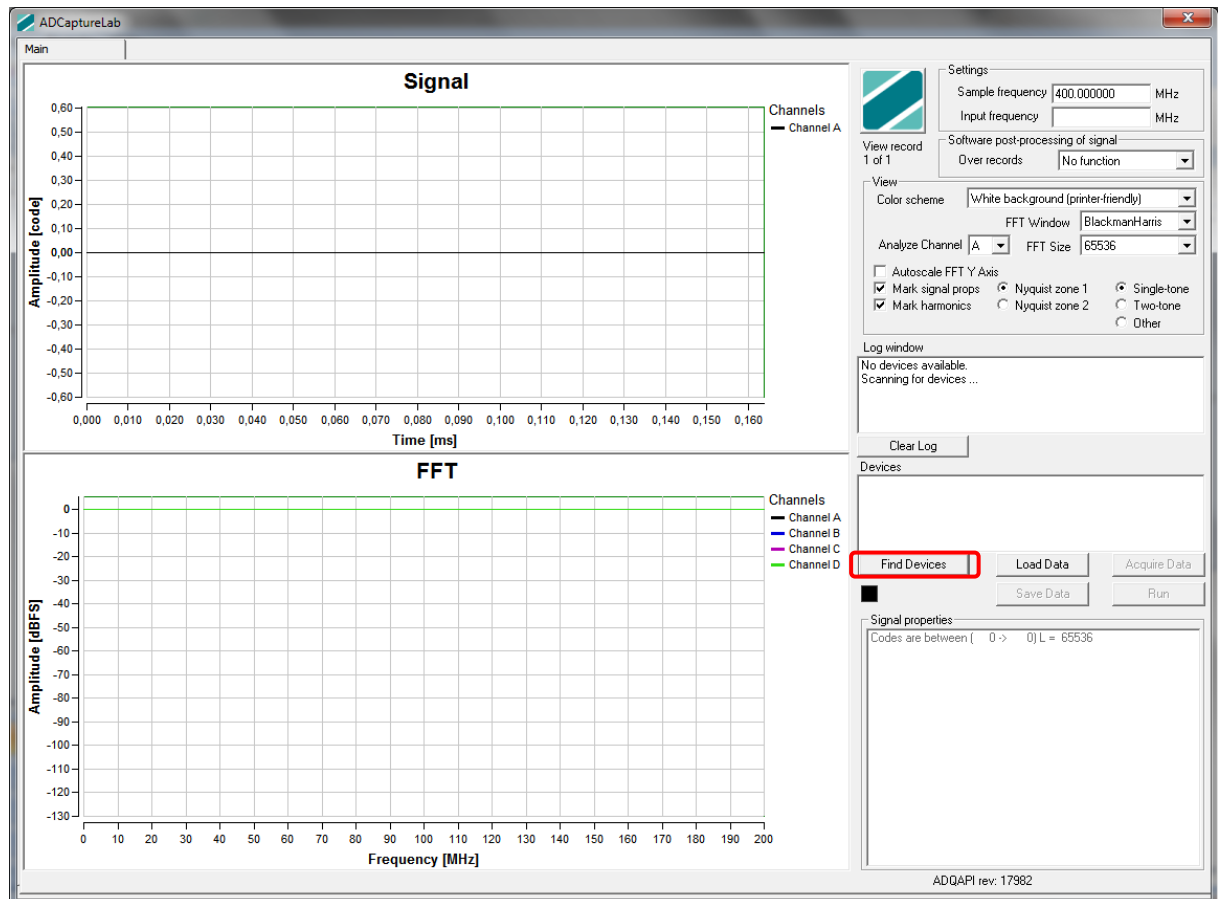 ADCaptureLab
Main
Signal
0,60
0,50
0,40
0,30
0,20
0,10
0,00
-0,10
-0,20
-0,30
-0,40
-0,50
-0,60
Amplitude [code]
0,000 0,010 0,020 0,030 0,040 0,050 0,060 0,070 0,080 0,090 0,100 0,110 0,120 0,130 0,140 0,150 0,160
Time [ms]
Channels
Channel A
FFT
0
-10
-20
-30
-40
-50
-60
-70
-80
-90
-100
-110
-120
-130
Amplitude [dBFS]
0 10 20 30 40 50 60 70 80 90 100 110 120 130 140 150 160 170 180 190 200
Frequency [MHz]
Channels
Channel A
Channel B
Channel C
Channel D
Settings
Sample frequency 400.000000 MHz
Input frequency MHz
View record
1 of 1
Software post-processing of signal
Over records No function
View
Color scheme White background (printer-friendly)
FFT Window BlackmanHarris
Analyze Channel A FFT Size 65536
Autoscale FFT Y Axis
Mark signal props Nyquist zone 1 Single-tone
Mark harmonics Nyquist zone 2 Two-tone
Other
Log window
No devices available.
Scanning for devices ...
Clear Log
Devices
Find Devices Load Data Acquire Data
Save Data Run
Signal properties
Codes are between ( 0 -> 0) L = 65536
ADQAPI rev: 17982